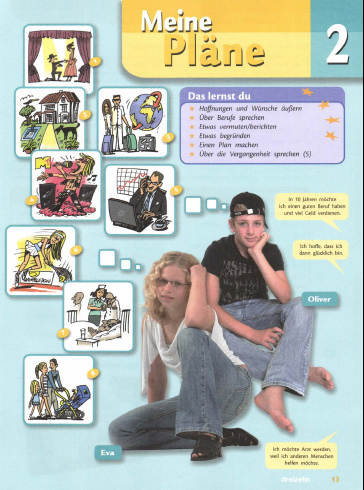 Meine
Pläne
2
Das lernst du
Hoffnungen und Wünsche äußern
Über Berufe sprechen
Etwas vermuten/berichten
Etwas begründen
Einen Plan machen
Über die Vergangenheit sprechen (5)
In 10 Jahren möchte
ich einen guten Beruf haben
und viel Geld verdienen.
Ich hoffe, dass ich
dann glücklich bin.
Oliver
Eva
Ich möchte Arzt werden,
weil ich anderen Menschen
helfen möchte.
dreizehn
13